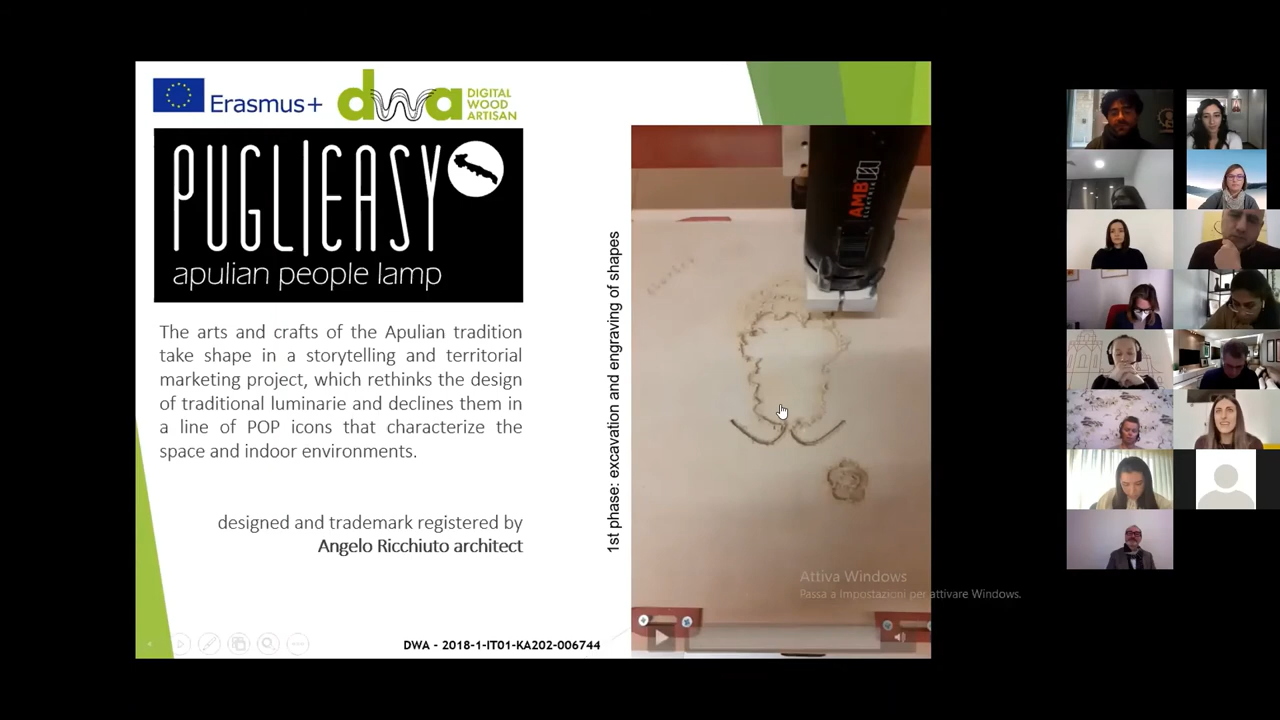 Erasmus+
dwa
DIGITAL
WOOD
ARTISAN
PUGLIEASY
apulian people lamp
The arts and crafts of the Apulian tradition
take shape in a storytelling and territorial
marketing project, which rethinks the design
of traditional luminarie and declines them in
a line of POP icons that characterize the
space and indoor environments.
designed and trademark registered by
Angelo Ricchiuto architect
1st phase: excavation and engraving of shapes
AMB
ELEKTRIK
Attiva Windows
Passa a Impostazioni per attivare Windows.
DWA - 2018-1-IT01-KA202-006744